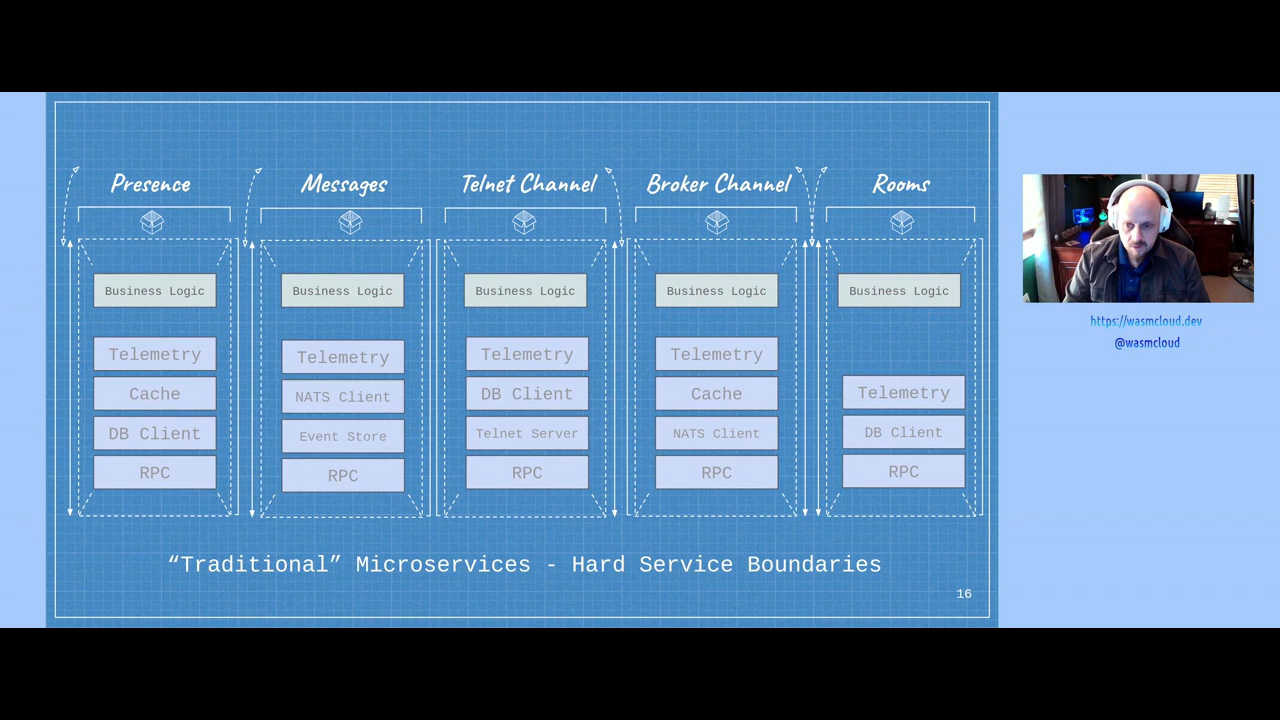 Presence
Messages
Telnet Channel
Broker Channel
Rooms
Business Logic
Business Logic
Business Logic
Business Logic
Business Logic
Telemetry
Cache
DB Client
RPC
Telemetry
NATS Client
Event Store
RPC
Telemetry
DB Client
Telnet Server
RPC
Telemetry
Cache
NATS Client
RPC
Telemetry
DB Client
RPC
“Traditional” Microservices - Hard Service Boundaries
16
https://wasmcloud.dev
@wasmcloud